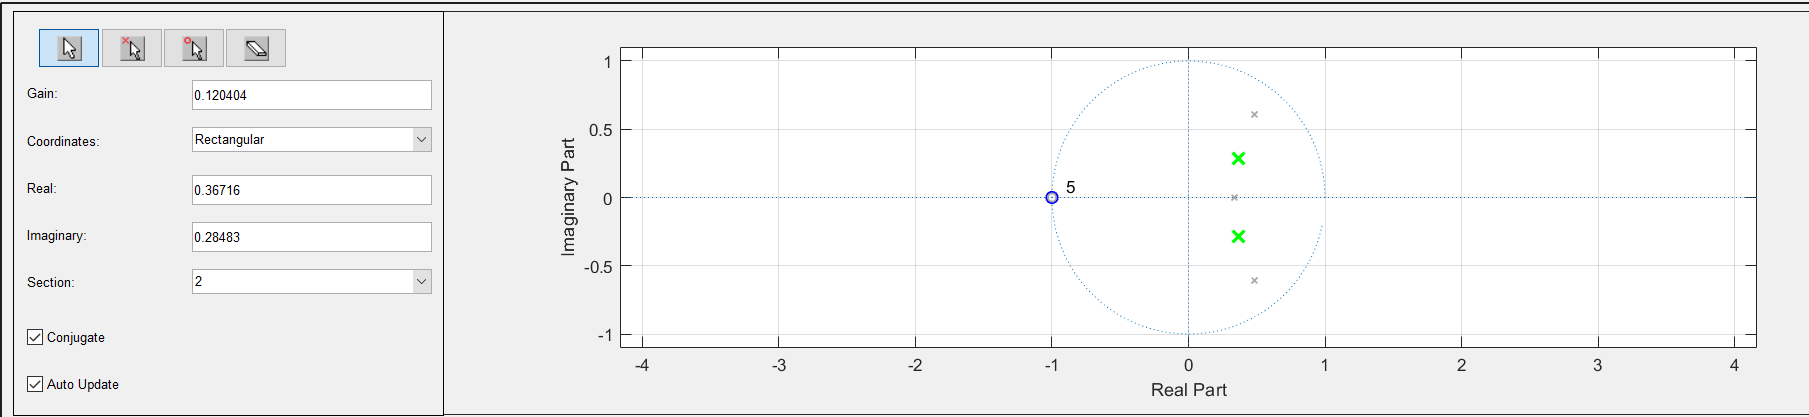 Gain:
0.120404
Coordinates:
Rectangular
Real:
0.36716
Imaginary:
0.28483
Section:
2
Conjugate
Auto Update
Imaginary Part
1
0.5
0
-0.5
-1
5
-4
-3
-2
-1
0
1
2
3
4
Real Part